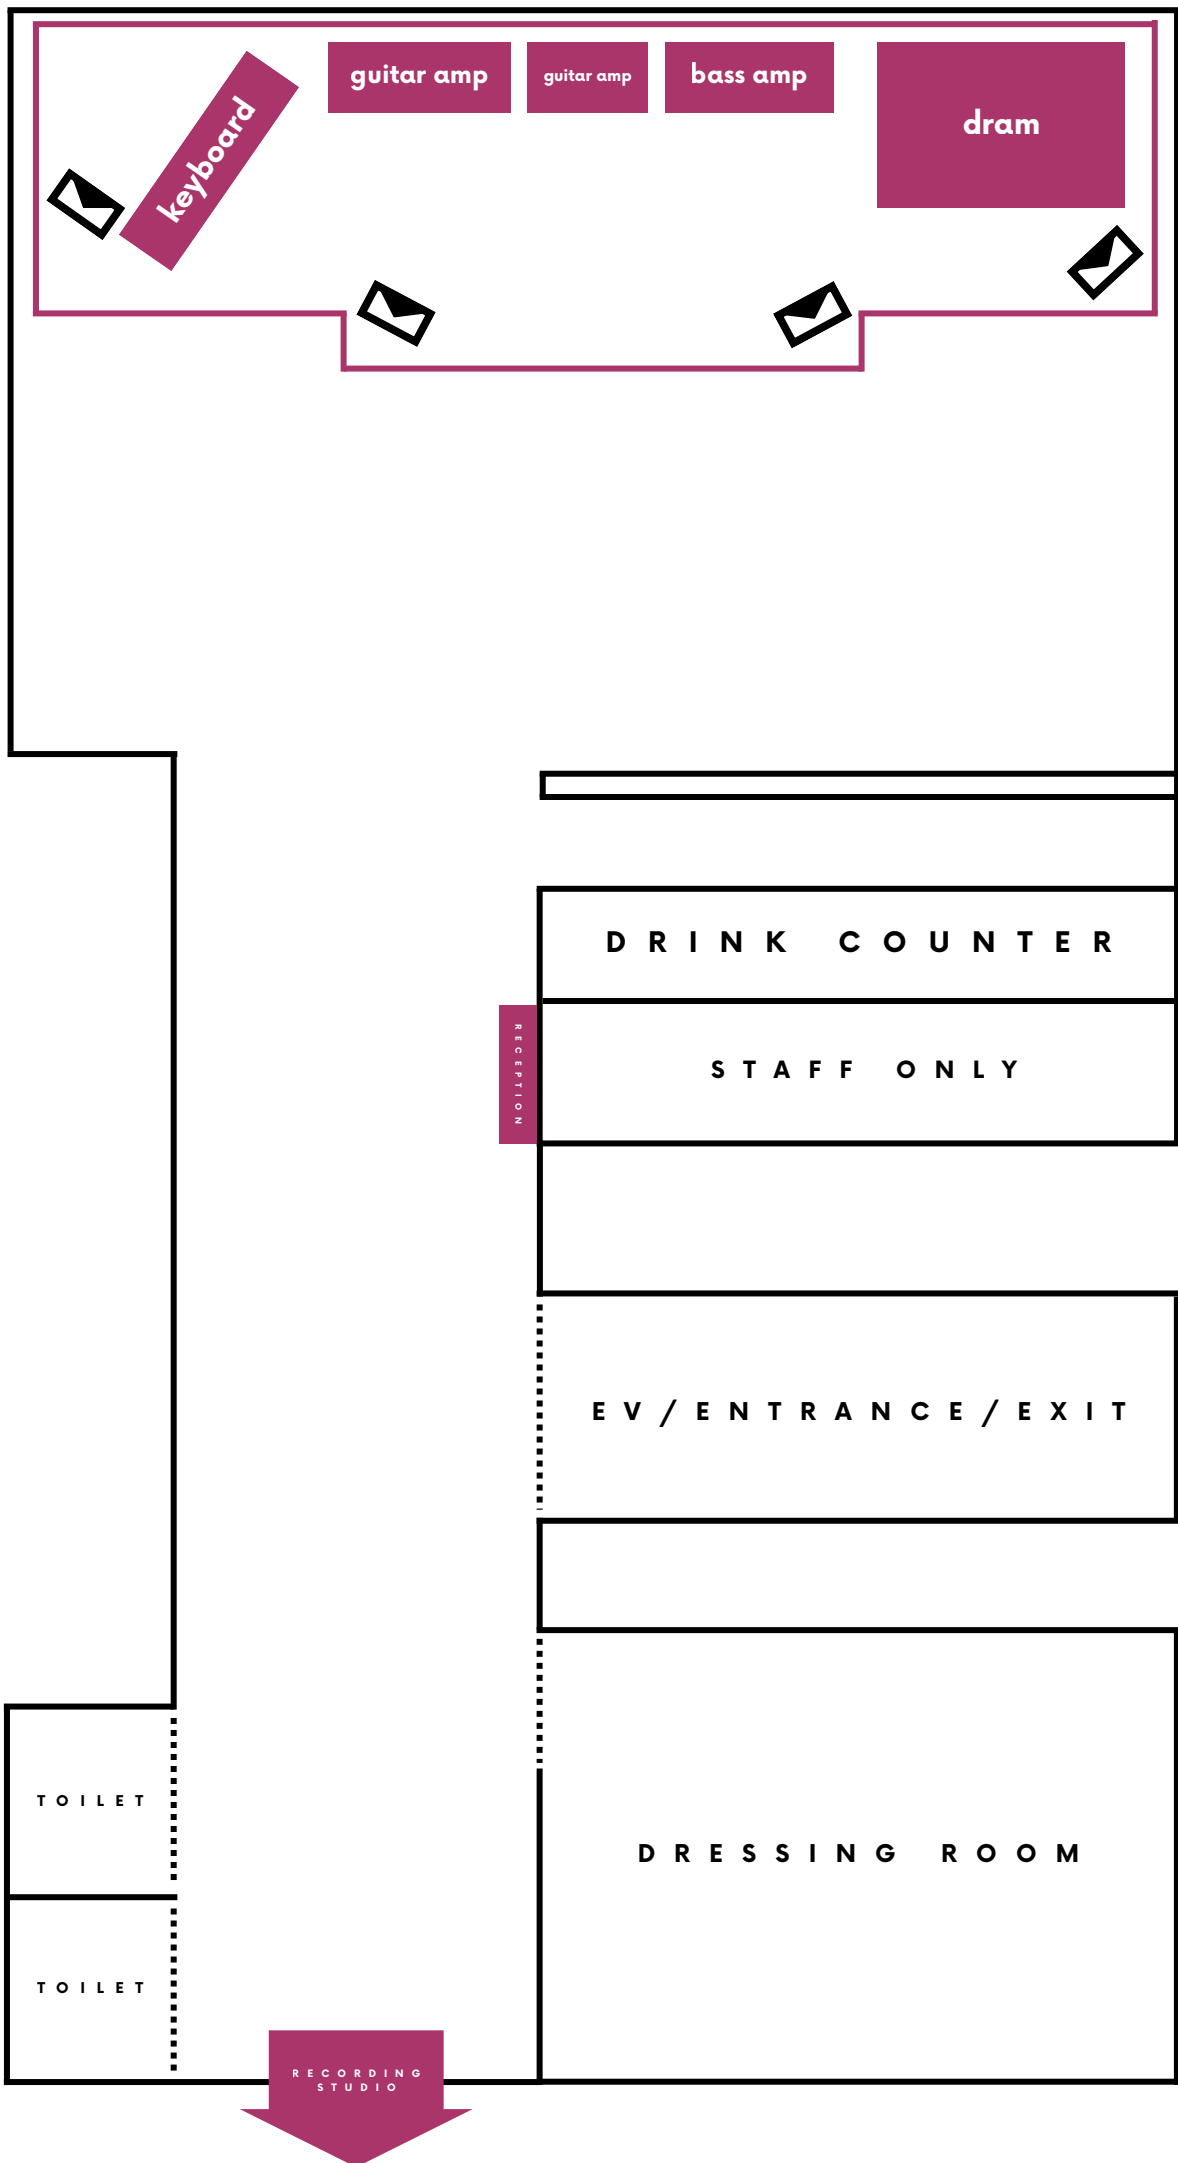 guitar amp
guitar amp
bass amp
dram
keyboard
DRINK COUNTER
RECEPTION
STAFF ONLY
EV/ENTRANCE/EXIT
TOILET
DRESSING ROOM
TOILET
RECORDING
STUDIO